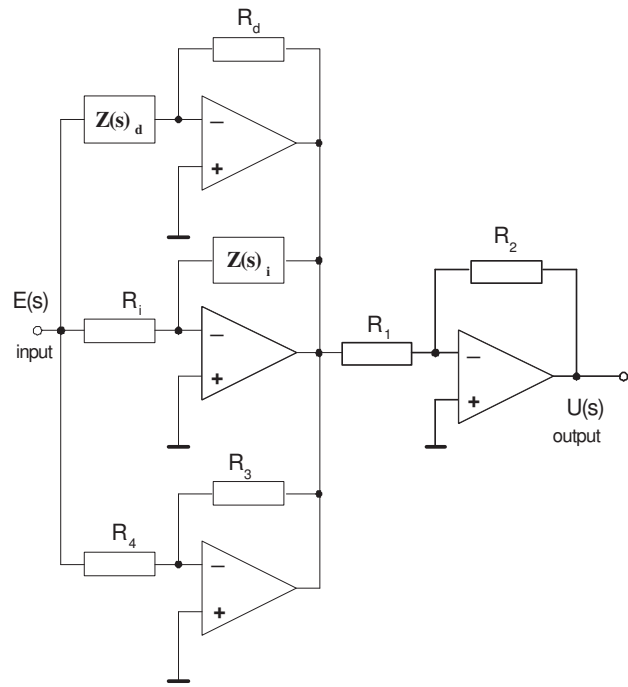 R_d
Z(s)_d
−
+
Z(s)_i
R_2
E(s)
R_i
R_1
input
−
+
−
+
U(s)
output
R_3
R_4
−
+